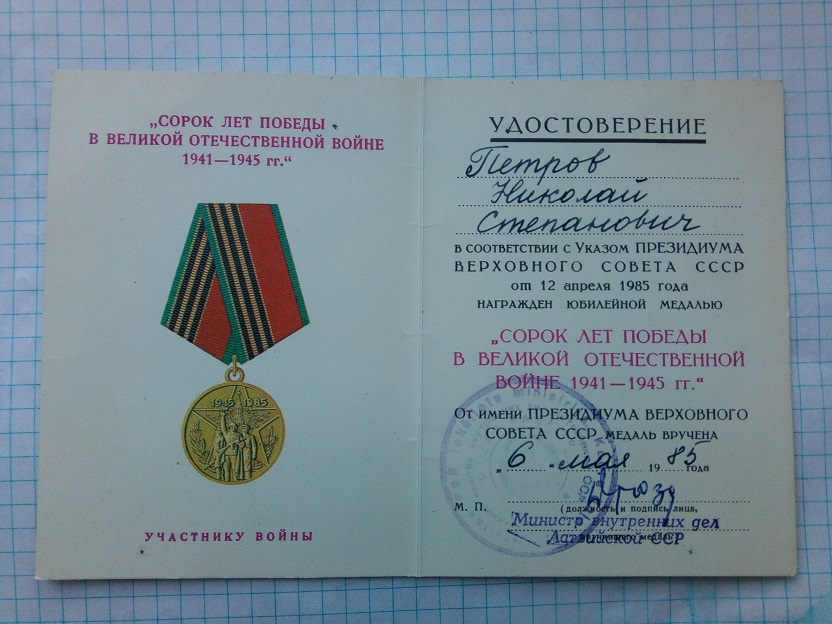 „СОРОК ЛЕТ ПОБЕДЫ
В ВЕЛИКОЙ ОТЕЧЕСТВЕННОЙ ВОЙНЕ
1941—1945 гг.“
1945 1985
УЧАСТНИКУ ВОЙНЫ
УДОСТОВЕРЕНИЕ
Петров
Николай
Степанович
в соответствии с Указом ПРЕЗИДИУМА
ВЕРХОВНОГО СОВЕТА СССР
от 12 апреля 1985 года
НАГРАЖДЕН ЮБИЛЕЙНОЙ МЕДАЛЬЮ
„СОРОК ЛЕТ ПОБЕДЫ
В ВЕЛИКОЙ ОТЕЧЕСТВЕННОЙ
ВОЙНЕ 1941—1945 гг.“
От имени ПРЕЗИДИУМА ВЕРХОВНОГО
СОВЕТА СССР МЕДАЛЬ ВРУЧЕНА
„6 мая 1985 года
М. П.
(должность и подпись лица,
Министр внутренних дел
Латвийской ССР